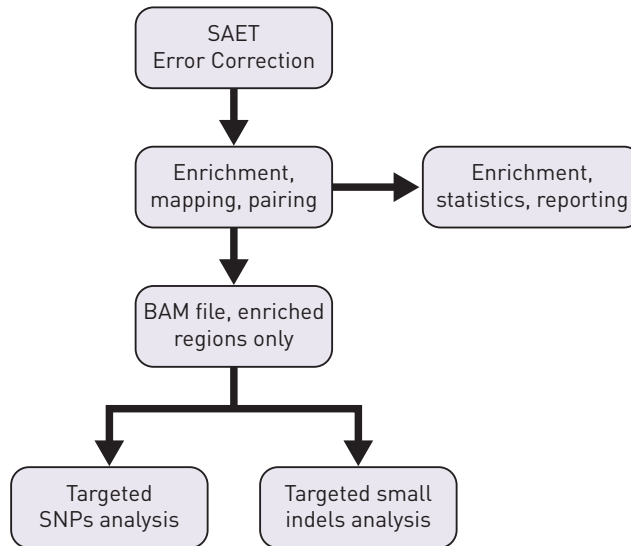 SAET
Error Correction
Enrichment,
mapping, pairing
Enrichment,
statistics, reporting
BAM file, enriched
regions only
Targeted
SNPs analysis
Targeted small
indels analysis